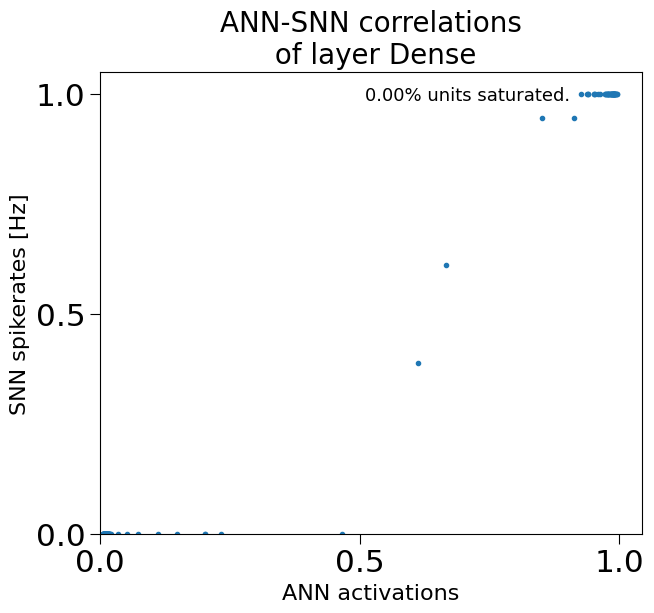 ANN-SNN correlations
of layer Dense
0.00% units saturated.
1.0
0.5
0.0
SNN spikerates [Hz]
0.0 0.5 1.0
ANN activations